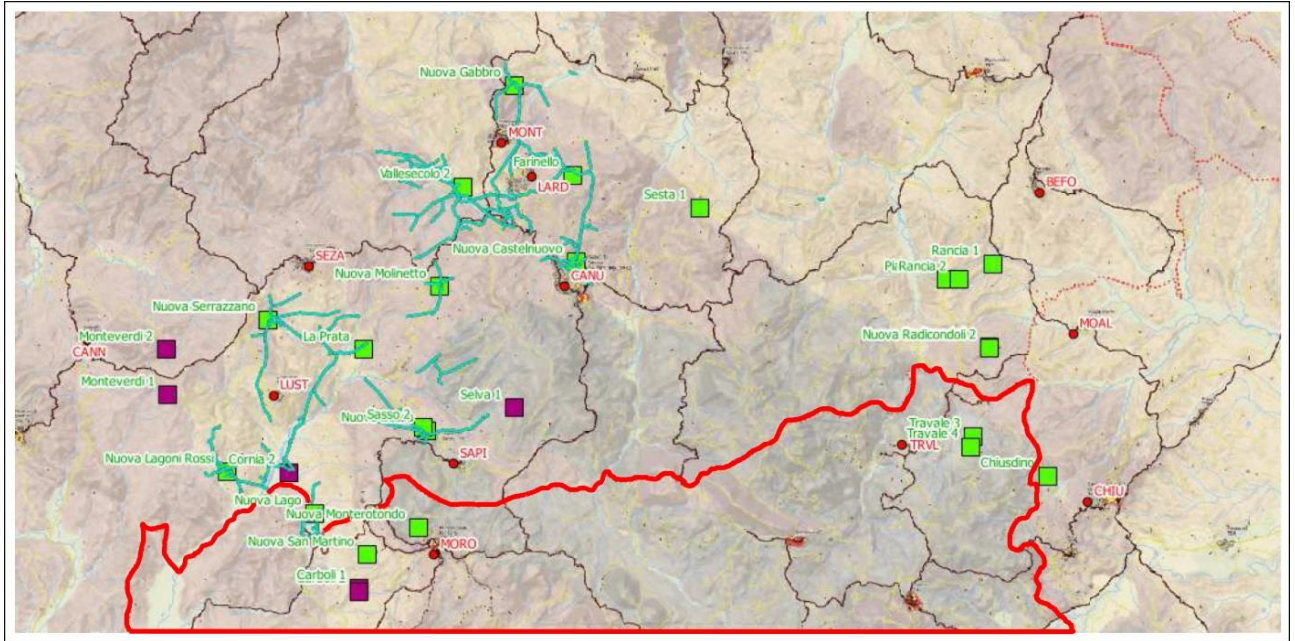 Nuova Gabbro
MONT
Farinello
LARD
Vallesecolo 2
BEFO
Sesta 1
Nuova Castelnuovo
Rancia 1
SEZA
Rancia 2
Nuova Molinetto
CANU
Nuova Serrazzano
MOAL
Monteverdi 2
La Prata
Nuova Radicondoli 2
CANN
Monteverdi 1
LUST
Selva 1
Sasso 2
Travale 3
Travale 4
TRVL
Nuova Lagoni Rossi
Cornia 2
SAPI
Chiusdino
CHIU
Nuova Lago
Nuova Monterotondo
Nuova San Martino
MORO
Carboli 1